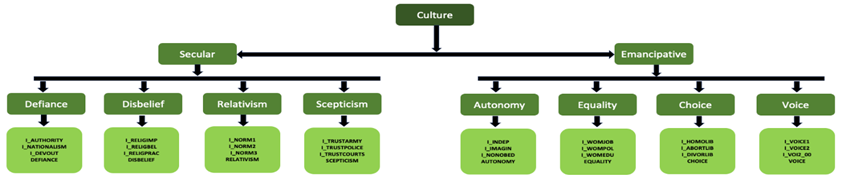 Culture
Secular
Emancipative
Defiance
Disbelief
Relativism
Scepticism
Autonomy
Equality
Choice
Voice
I_AUTHORITY
I_NATIONALISM
I_DEVOUT
DEFIANCE
I_RELIGIMP
I_RELIGBEL
I_RELIGPRAC
DISBELIEF
I_NORM1
I_NORM2
I_NORM3
RELATIVISM
I_TRUSTARMY
I_TRUSTPOLICE
I_TRUSTCOURTS
SCEPTICISM
I_INDEP
I_IMAGIN
I_NONOBED
AUTONOMY
I_WOMJOB
I_WOMPOL
I_WOMEDU
EQUALITY
I_HOMOLIB
I_ABORTLIB
I_DIVORLIB
CHOICE
I_VOICE1
I_VOICE2
I_VOI2_00
VOICE